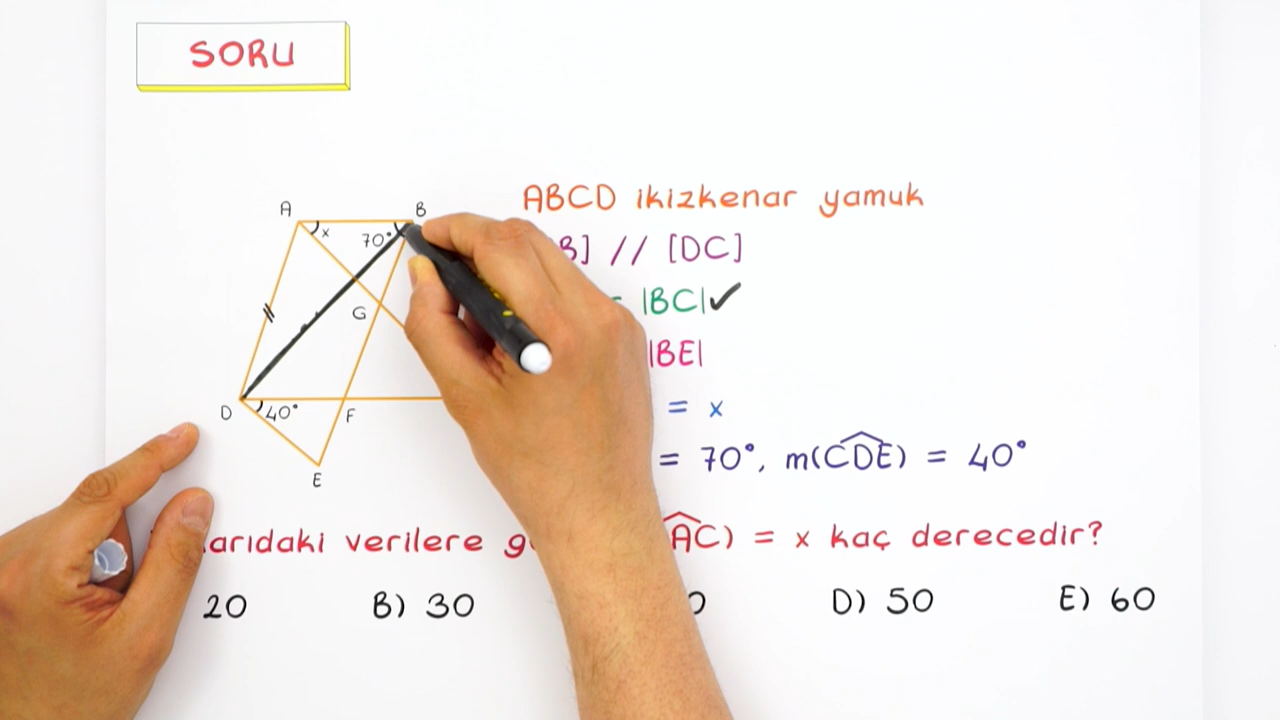 SORU
A
B
x
70°
G
D
40°
F
E
ABCD ikizkenar yamuk
B] // [DC]
|BC|✓
|BE|
= x
= 70°, m(CDE) = 40°
verilere AC) = x kaç derecedir?
20 B) 30 D) 50 E) 60